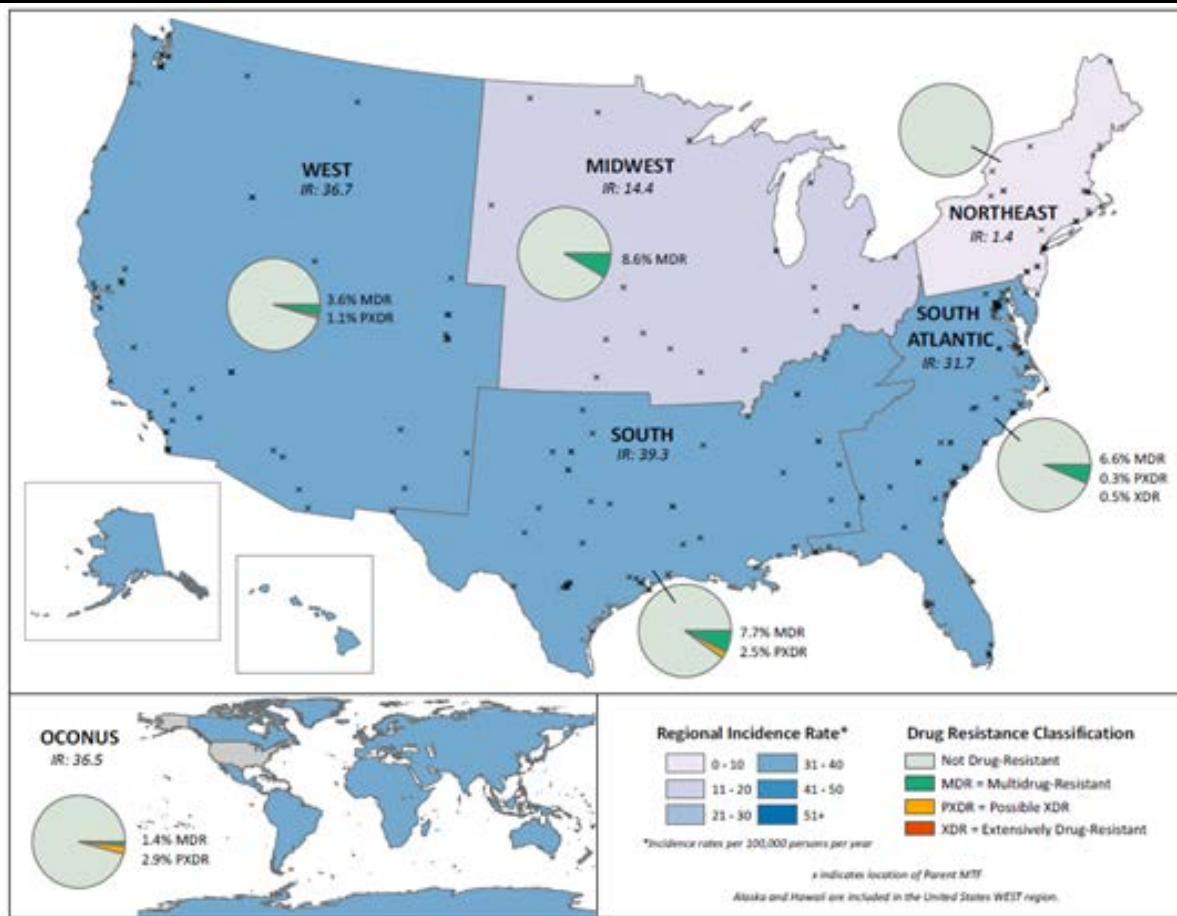 WEST
IR: 36.7
MIDWEST
IR: 14.4
NORTHEAST
IR: 1.4
8.6% MDR
3.6% MDR
1.1% PXDR
SOUTH
ATLANTIC
IR: 31.7
SOUTH
IR: 39.3
6.6% MDR
0.3% PXDR
0.5% XDR
7.7% MDR
2.5% PXDR
OCONUS
IR: 36.5
1.4% MDR
2.9% PXDR
Regional Incidence Rate*
0 - 10
31 - 40
11 - 20
41 - 50
21 - 30
51+
*Incidence rates per 100,000 persons per year
Drug Resistance Classification
Not Drug-Resistant
MDR = Multidrug-Resistant
PXDR = Possible XDR
XDR = Extensively Drug-Resistant
x indicates location of Parent MTF
Alaska and Hawaii are included in the United States WEST region.